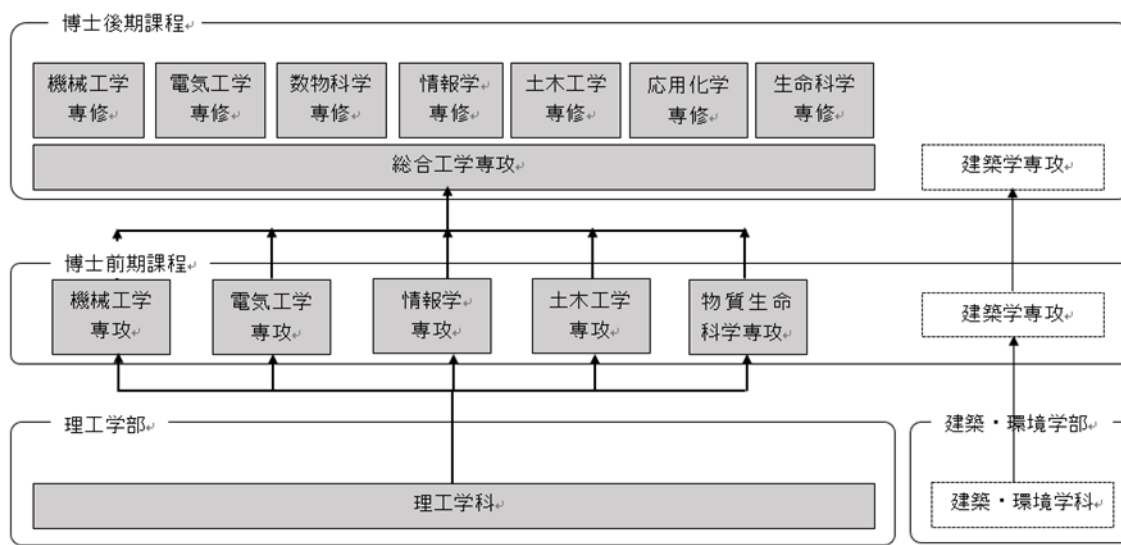 博士後期課程
機械工学
専修
電気工学
専修
数物科学
専修
情報学
専修
土木工学
専修
応用化学
専修
生命科学
専修
総合工学専攻
建築学専攻
博士前期課程
機械工学
専攻
電気工学
専攻
情報学
専攻
土木工学
専攻
物質生命
科学専攻
建築学専攻
理工学部
建築・環境学部
理工学科
建築・環境学科